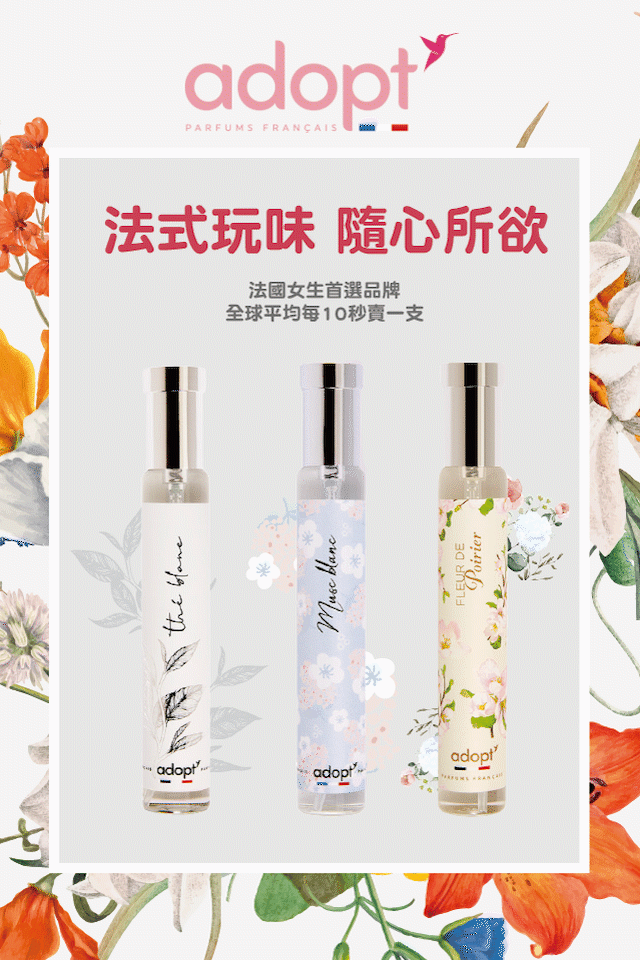 adopt
PARFUMS FRANÇAIS
法式玩味 隨心所欲
法國女生首選品牌
全球平均每10秒賣一支
thé blanc
adopt
Musc blanc
adopt
FLEUR DE
Poirier
adopt
PARFUMS FRANÇAIS